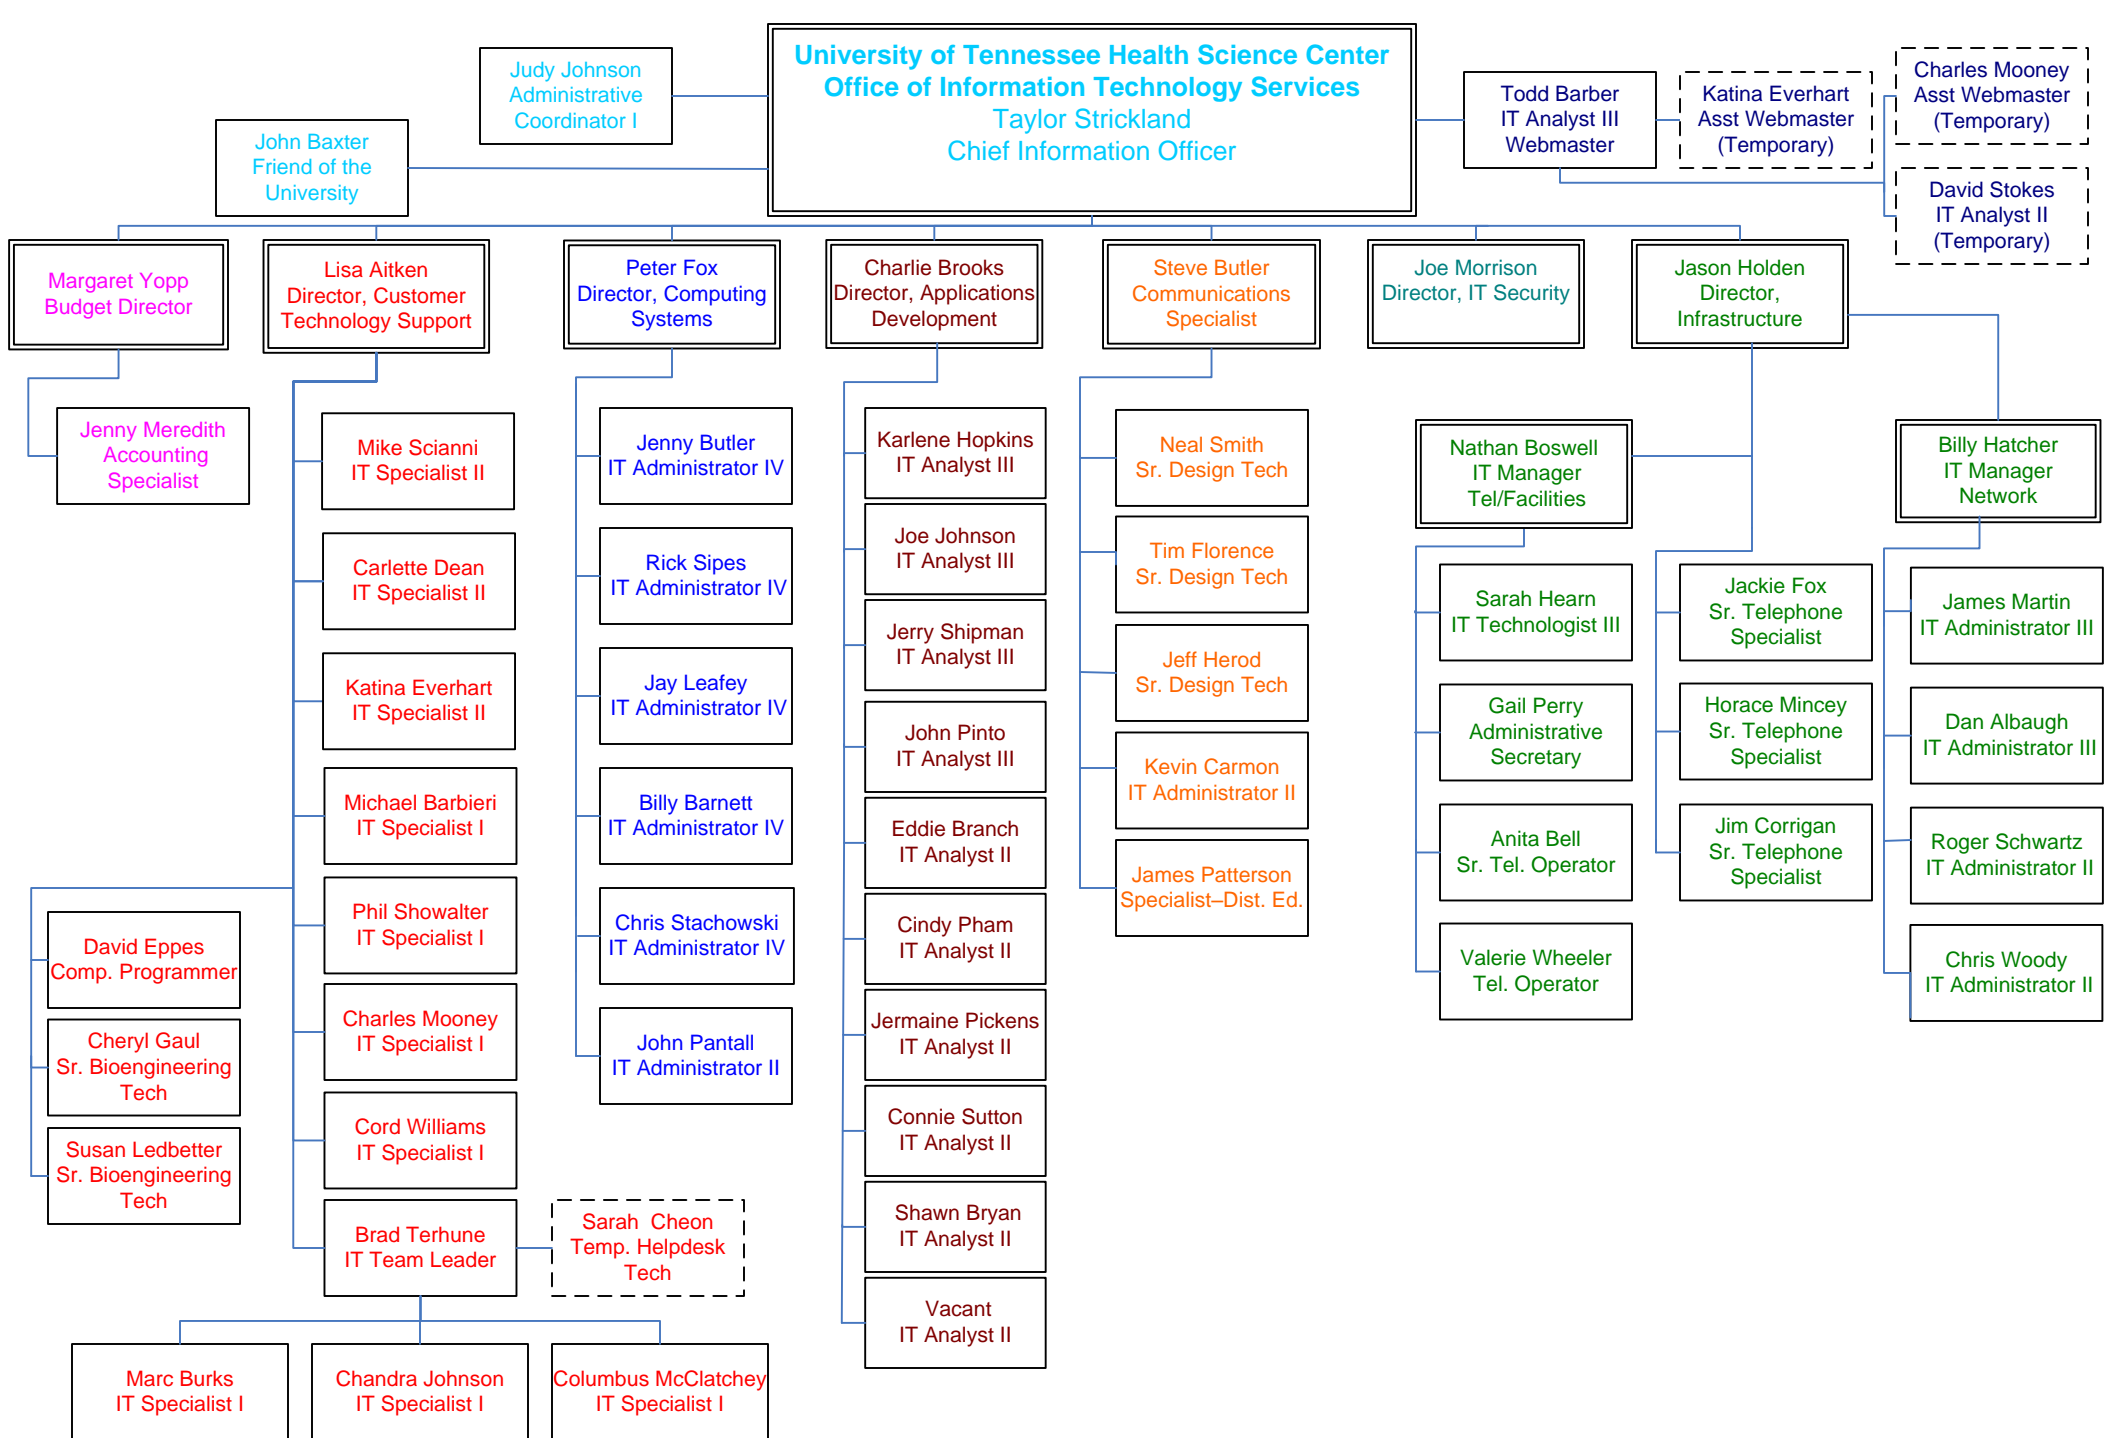 University of Tennessee Health Science Center
Office of Information Technology Services
Taylor Strickland
Chief Information Officer
Judy Johnson
Administrative
Coordinator I
John Baxter
Friend of the
University
Todd Barber
IT Analyst III
Webmaster
Katina Everhart
Asst Webmaster
(Temporary)
Charles Mooney
Asst Webmaster
(Temporary)
David Stokes
IT Analyst II
(Temporary)
Margaret Yopp
Budget Director
Lisa Aitken
Director, Customer
Technology Support
Peter Fox
Director, Computing
Systems
Charlie Brooks
Director, Applications
Development
Steve Butler
Communications
Specialist
Joe Morrison
Director, IT Security
Jason Holden
Director,
Infrastructure
Jenny Meredith
Accounting
Specialist
Mike Scianni
IT Specialist II
Carlette Dean
IT Specialist II
Katina Everhart
IT Specialist II
Michael Barbieri
IT Specialist I
Phil Showalter
IT Specialist I
Charles Mooney
IT Specialist I
Cord Williams
IT Specialist I
Brad Terhune
IT Team Leader
David Eppes
Comp. Programmer
Cheryl Gaul
Sr. Bioengineering
Tech
Susan Ledbetter
Sr. Bioengineering
Tech
Sarah  Cheon
Temp. Helpdesk
Tech
Marc Burks
IT Specialist I
Chandra Johnson
IT Specialist I
Columbus McClatchey
IT Specialist I
Jenny Butler
IT Administrator IV
Rick Sipes
IT Administrator IV
Jay Leafey
IT Administrator IV
Billy Barnett
IT Administrator IV
Chris Stachowski
IT Administrator IV
John Pantall
IT Administrator II
Karlene Hopkins
IT Analyst III
Joe Johnson
IT Analyst III
Jerry Shipman
IT Analyst III
John Pinto
IT Analyst III
Eddie Branch
IT Analyst II
Cindy Pham
IT Analyst II
Jermaine Pickens
IT Analyst II
Connie Sutton
IT Analyst II
Shawn Bryan
IT Analyst II
Vacant
IT Analyst II
Neal Smith
Sr. Design Tech
Tim Florence
Sr. Design Tech
Jeff Herod
Sr. Design Tech
Kevin Carmon
IT Administrator II
James Patterson
Specialist–Dist. Ed.
Nathan Boswell
IT Manager
Tel/Facilities
Billy Hatcher
IT Manager
Network
Sarah Hearn
IT Technologist III
Gail Perry
Administrative
Secretary
Anita Bell
Sr. Tel. Operator
Valerie Wheeler
Tel. Operator
Jackie Fox
Sr. Telephone
Specialist
Horace Mincey
Sr. Telephone
Specialist
Jim Corrigan
Sr. Telephone
Specialist
James Martin
IT Administrator III
Dan Albaugh
IT Administrator III
Roger Schwartz
IT Administrator II
Chris Woody
IT Administrator II